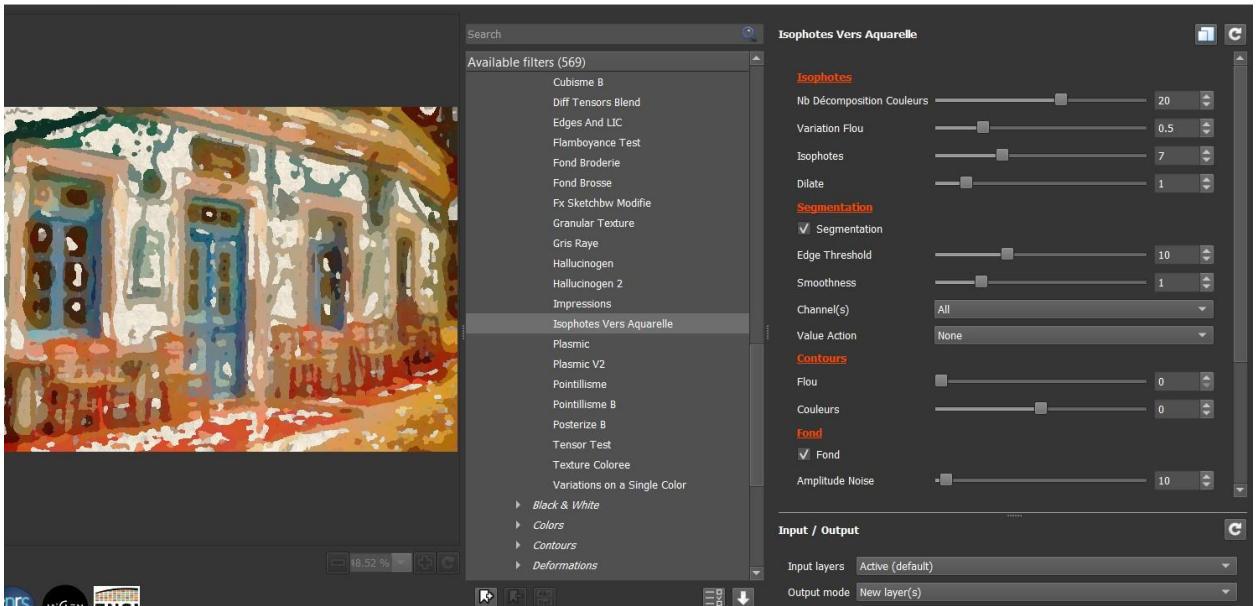 Search
Available filters (569)
Cubisme B
Diff Tensors Blend
Edges And LIC
Flamboyance Test
Fond Broderie
Fond Brosse
Fx Sketchbw Modifie
Granular Texture
Gris Raye
Hallucinogen
Hallucinogen 2
Impressions
Isophotes Vers Aquarelle
Plasmic
Plasmic V2
Pointillisme
Pointillisme B
Posterize B
Tensor Test
Texture Coloree
Variations on a Single Color
Black & White
Colors
Contours
Deformations
Isophotes Vers Aquarelle
Isophotes
Nb Décomposition Couleurs 20
Variation Flou 0.5
Isophotes 7
Dilate 1
Segmentation
Segmentation
Edge Threshold 10
Smoothness 1
Channel(s) All
Value Action None
Contours
Flou 0
Couleurs 0
Fond
Fond
Amplitude Noise 10
Input / Output
Input layers Active (default)
Output mode New layer(s)